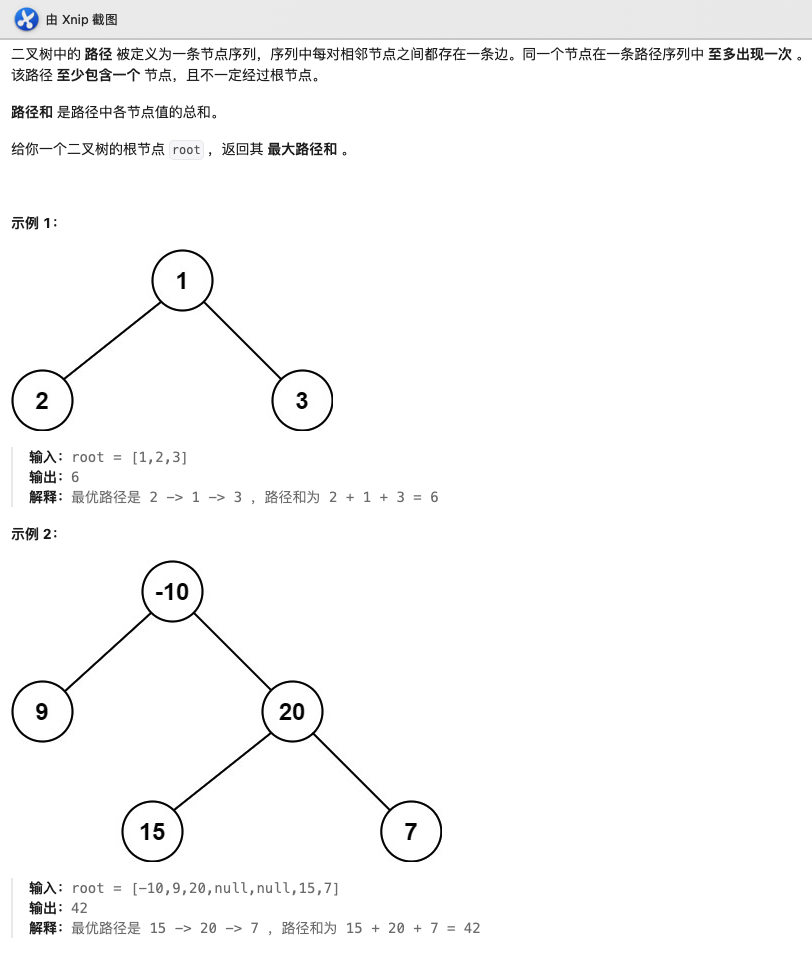 由 Xnip 截图
二叉树中的 路径 被定义为一条节点序列，序列中每对相邻节点之间都存在一条边。同一个节点在一条路径序列中 至多出现一次 。
该路径 至少包含一个 节点，且不一定经过根节点。
路径和 是路径中各节点值的总和。
给你一个二叉树的根节点 root ，返回其 最大路径和 。
示例 1：
1
2
3
输入：root = [1,2,3]
输出：6
解释：最优路径是 2 -> 1 -> 3 ，路径和为 2 + 1 + 3 = 6
示例 2：
-10
9
20
15
7
输入：root = [-10,9,20,null,null,15,7]
输出：42
解释：最优路径是 15 -> 20 -> 7 ，路径和为 15 + 20 + 7 = 42